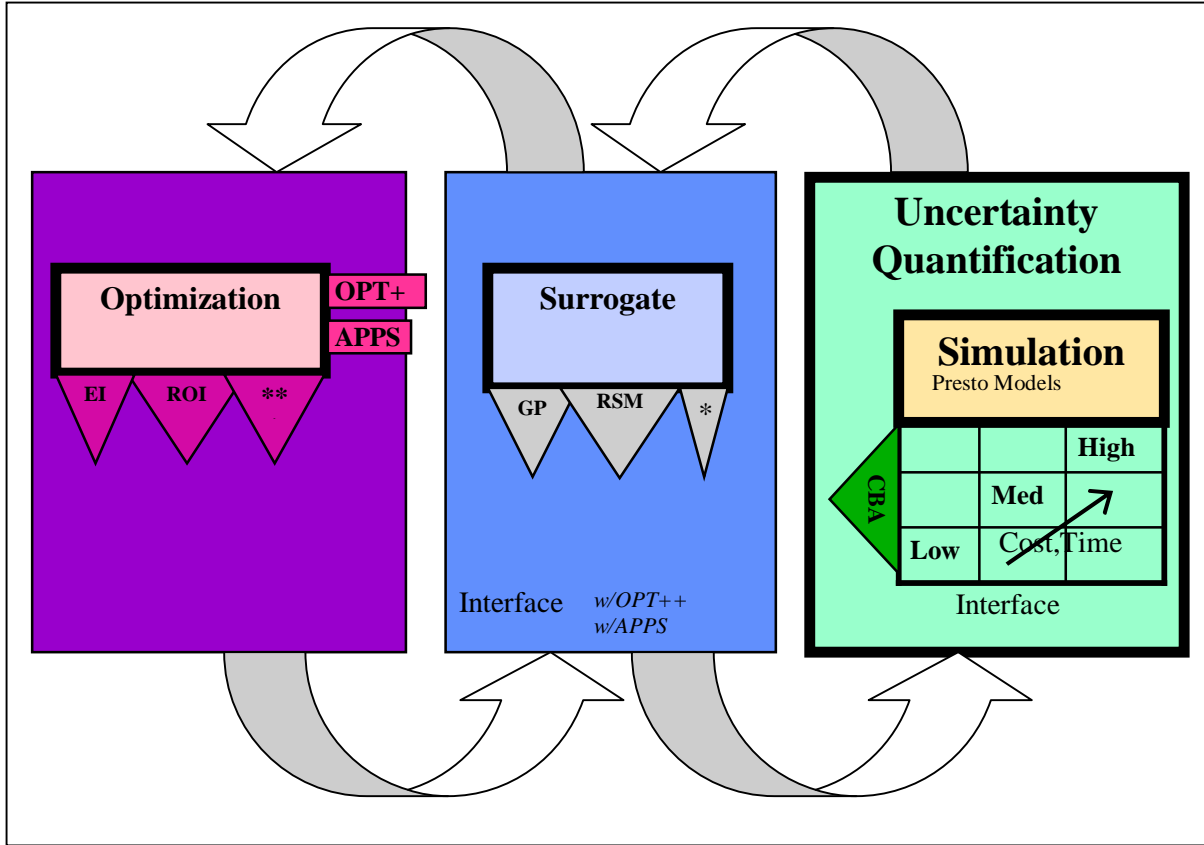 Optimization
OPT+
APPS
EI
ROI
**
Surrogate
GP
RSM
*
Interface
w/OPT++
w/APPS
Uncertainty
Quantification
Simulation
Presto Models
CBA
High
Med
Low
Cost,Time
Interface